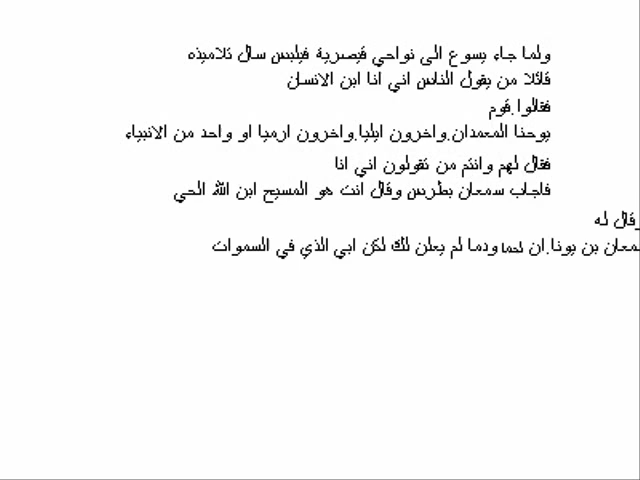 ولما جاء يسوع الى نواحي قيصرية فيلبس سال تلاميذه
قائلا من يقول الناس اني انا ابن الانسان
فقالوا.قوم
يوحنا المعمدان.واخرون ايليا.واخرون ارميا او واحد من الانبياء
فقال لهم وانتم من تقولون اني انا
فاجاب سمعان بطرس وقال انت هو المسيح ابن الله الحي
وقال له
بن يونا.ان لحما ودما لم يعلن لك لكن ابي الذي في السموات